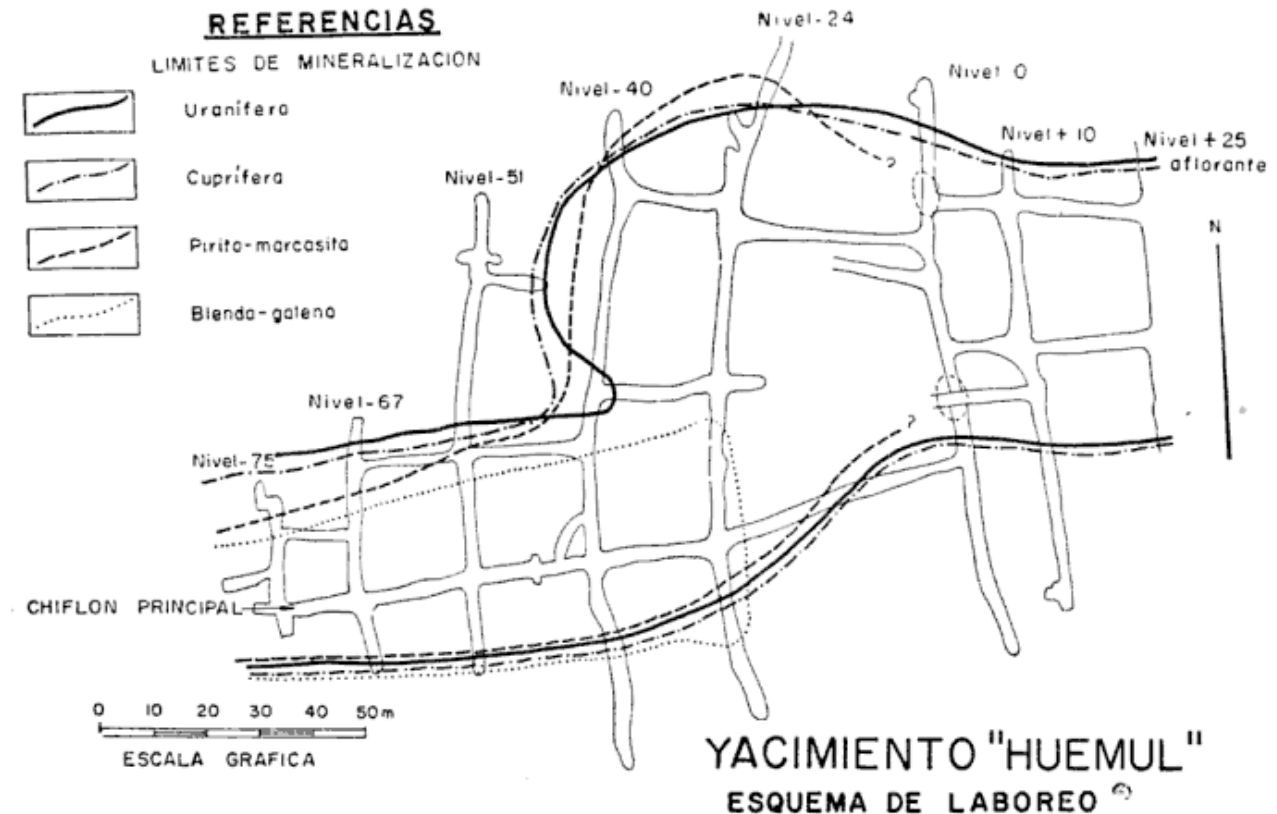 REFERENCIAS
LIMITES DE MINERALIZACION
Uranífera
Cuprífera
Pirita-marcasita
Blenda-galena
Nivel-24
Nivel 0
Nivel-40
Nivel+10
Nivel+25
aflorante
Nivel-51
?
N
Nivel-67
?
Nivel-75
CHIFLON PRINCIPAL
0 10 20 30 40 50m
ESCALA GRAFICA
YACIMIENTO "HUEMUL"
ESQUEMA DE LABOREO